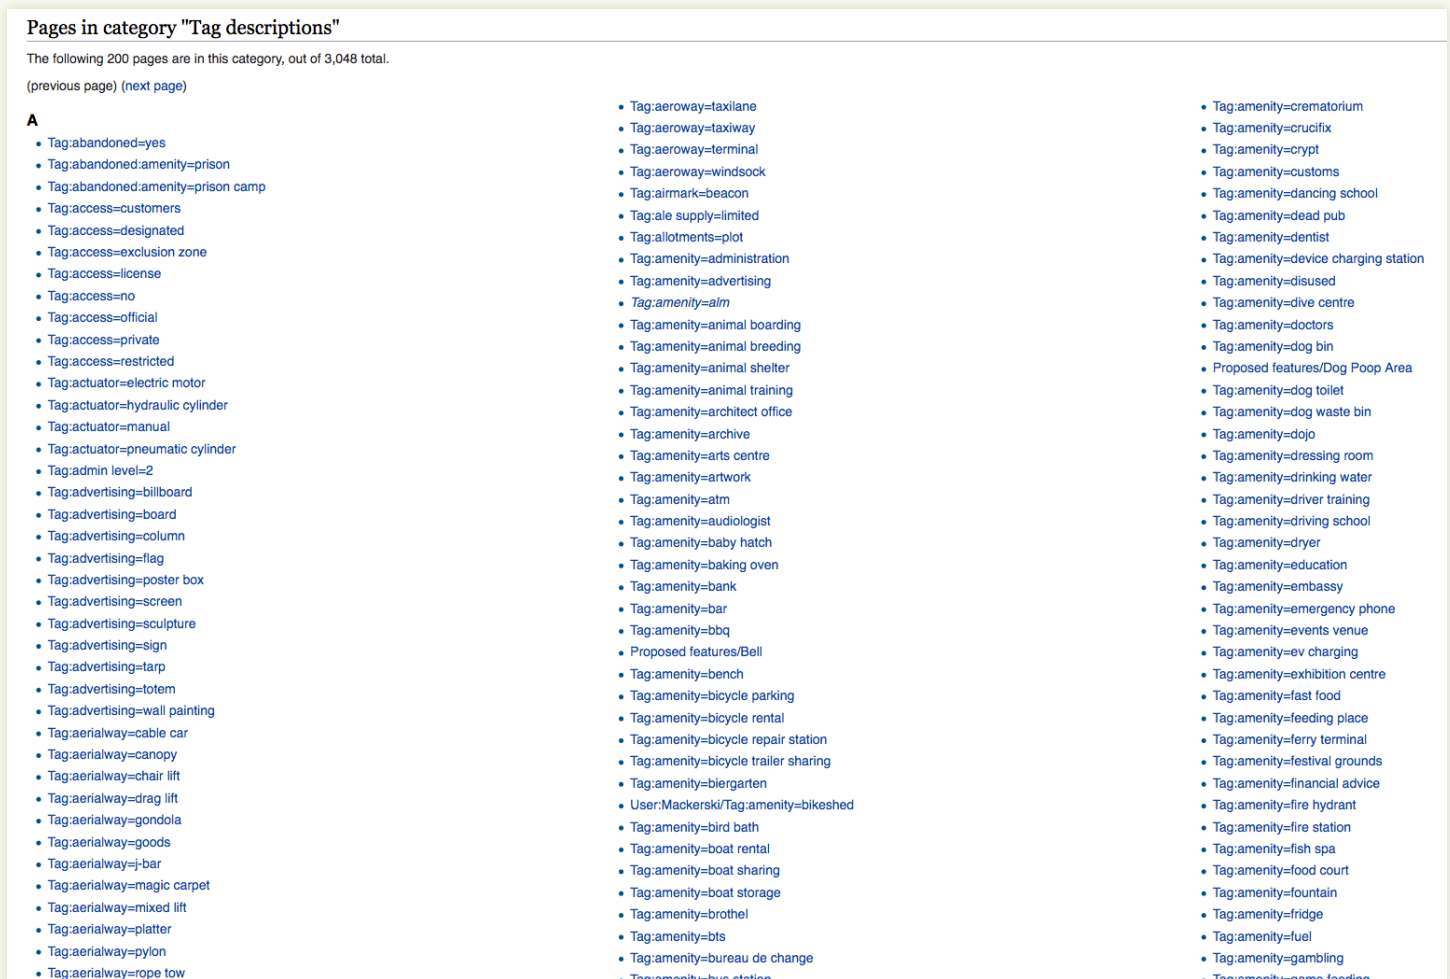 Pages in category "Tag descriptions"
The following 200 pages are in this category, out of 3,048 total.
(previous page) (next page)
A
Tag:abandoned=yes
Tag:abandoned:amenity=prison
Tag:abandoned:amenity=prison camp
Tag:access=customers
Tag:access=designated
Tag:access=exclusion zone
Tag:access=license
Tag:access=no
Tag:access=official
Tag:access=private
Tag:access=restricted
Tag:actuator=electric motor
Tag:actuator=hydraulic cylinder
Tag:actuator=manual
Tag:actuator=pneumatic cylinder
Tag:admin level=2
Tag:advertising=billboard
Tag:advertising=board
Tag:advertising=column
Tag:advertising=flag
Tag:advertising=poster box
Tag:advertising=screen
Tag:advertising=sculpture
Tag:advertising=sign
Tag:advertising=tarp
Tag:advertising=totem
Tag:advertising=wall painting
Tag:aerialway=cable car
Tag:aerialway=canopy
Tag:aerialway=chair lift
Tag:aerialway=drag lift
Tag:aerialway=gondola
Tag:aerialway=goods
Tag:aerialway=j-bar
Tag:aerialway=magic carpet
Tag:aerialway=mixed lift
Tag:aerialway=platter
Tag:aerialway=pylon
Tag:aerialway=rope tow
Tag:aeroway=taxilane
Tag:aeroway=taxiway
Tag:aeroway=terminal
Tag:aeroway=windsock
Tag:airmark=beacon
Tag:ale supply=limited
Tag:allotments=plot
Tag:amenity=administration
Tag:amenity=advertising
Tag:amenity=alm
Tag:amenity=animal boarding
Tag:amenity=animal breeding
Tag:amenity=animal shelter
Tag:amenity=animal training
Tag:amenity=architect office
Tag:amenity=archive
Tag:amenity=arts centre
Tag:amenity=artwork
Tag:amenity=atm
Tag:amenity=audiologist
Tag:amenity=baby hatch
Tag:amenity=baking oven
Tag:amenity=bank
Tag:amenity=bar
Tag:amenity=bbq
Proposed features/Bell
Tag:amenity=bench
Tag:amenity=bicycle parking
Tag:amenity=bicycle rental
Tag:amenity=bicycle repair station
Tag:amenity=bicycle trailer sharing
Tag:amenity=biergarten
User:Mackerski/Tag:amenity=bikeshed
Tag:amenity=bird bath
Tag:amenity=boat rental
Tag:amenity=boat sharing
Tag:amenity=boat storage
Tag:amenity=brothel
Tag:amenity=bts
Tag:amenity=bureau de change
Tag:amenity=bus station
Tag:amenity=crematorium
Tag:amenity=crucifix
Tag:amenity=crypt
Tag:amenity=customs
Tag:amenity=dancing school
Tag:amenity=dead pub
Tag:amenity=dentist
Tag:amenity=device charging station
Tag:amenity=disused
Tag:amenity=dive centre
Tag:amenity=doctors
Tag:amenity=dog bin
Proposed features/Dog Poop Area
Tag:amenity=dog toilet
Tag:amenity=dog waste bin
Tag:amenity=dojo
Tag:amenity=dressing room
Tag:amenity=drinking water
Tag:amenity=driver training
Tag:amenity=driving school
Tag:amenity=dryer
Tag:amenity=education
Tag:amenity=embassy
Tag:amenity=emergency phone
Tag:amenity=events venue
Tag:amenity=ev charging
Tag:amenity=exhibition centre
Tag:amenity=fast food
Tag:amenity=feeding place
Tag:amenity=ferry terminal
Tag:amenity=festival grounds
Tag:amenity=financial advice
Tag:amenity=fire hydrant
Tag:amenity=fire station
Tag:amenity=fish spa
Tag:amenity=food court
Tag:amenity=fountain
Tag:amenity=fridge
Tag:amenity=fuel
Tag:amenity=gambling
Tag:amenity=game feeding